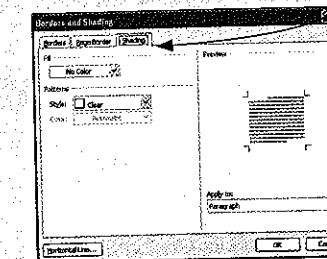 Borders and Shading
Borders Page Border Shading
Fill
No Color
Patterns
Style: Clear
Color: Automatic
Preview
Apply to:
Paragraph
Horizontal Line... OK